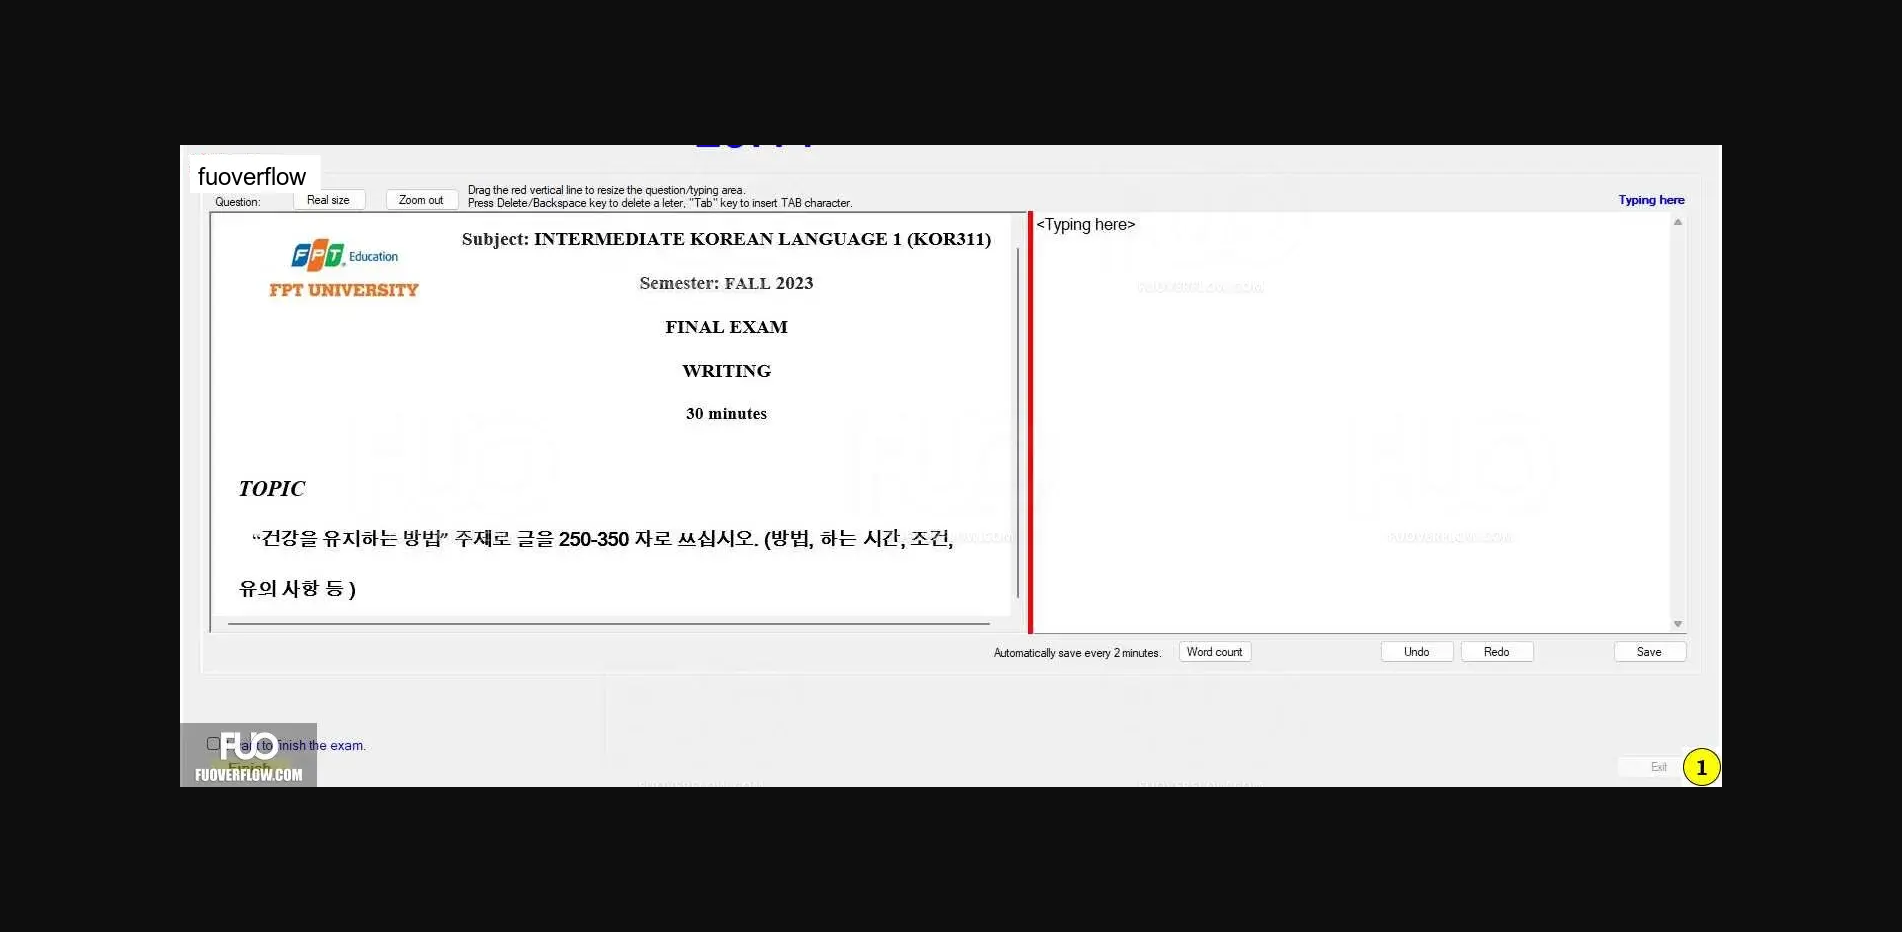 fuoverflow
Question:
Real size
Zoom out
Drag the red vertical line to resize the question/typing area.
Press Delete/Backspace key to delete a leter, "Tab" key to insert TAB character.
Typing here
FPT Education
FPT UNIVERSITY
Subject: INTERMEDIATE KOREAN LANGUAGE 1 (KOR311)
Semester: FALL 2023
FINAL EXAM
WRITING
30 minutes
TOPIC
“건강을 유지하는 방법” 주제로 글을 250-350 자로 쓰십시오. (방법, 하는 시간, 조건,
유의 사항 등 )
<Typing here>
FUOVERFLOW.COM
FUOVERFLOW.COM
Automatically save every 2 minutes.
Word count
Undo
Redo
Save
to finish the exam.
Finish
FUO
FUOVERFLOW.COM
Exit
1